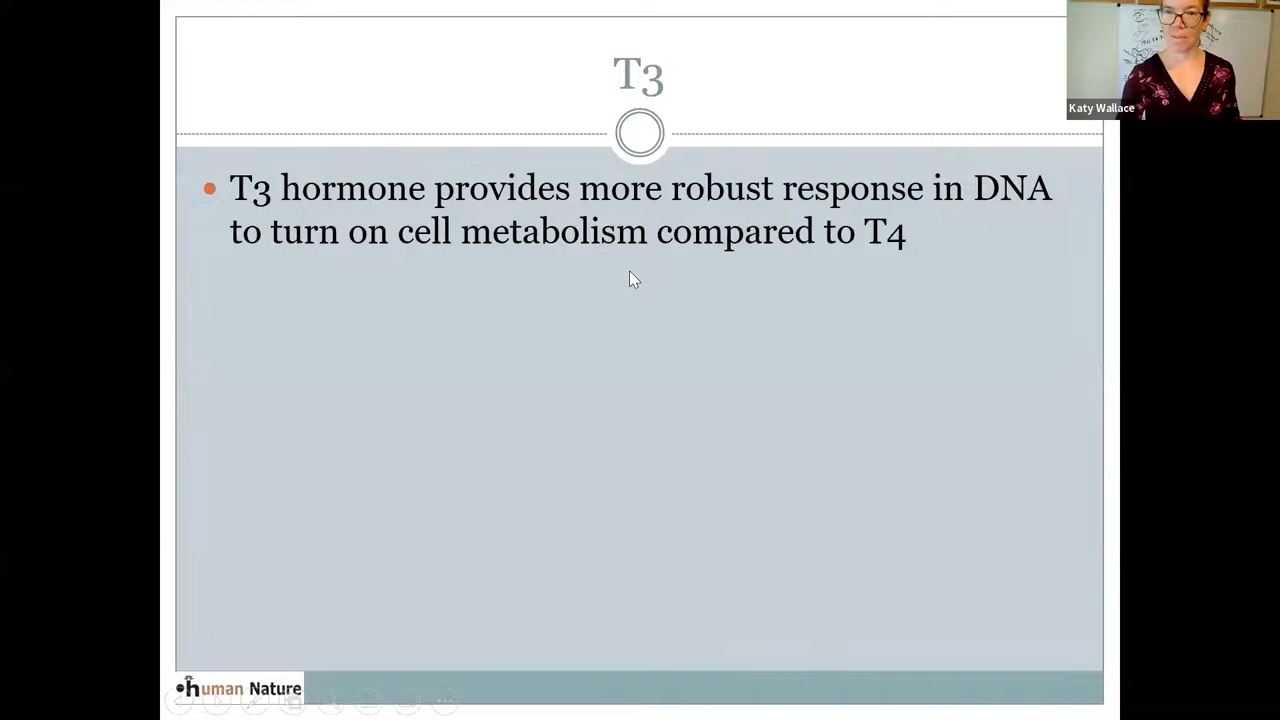 T3
Katy Wallace
T3 hormone provides more robust response in DNA
to turn on cell metabolism compared to T4
human Nature